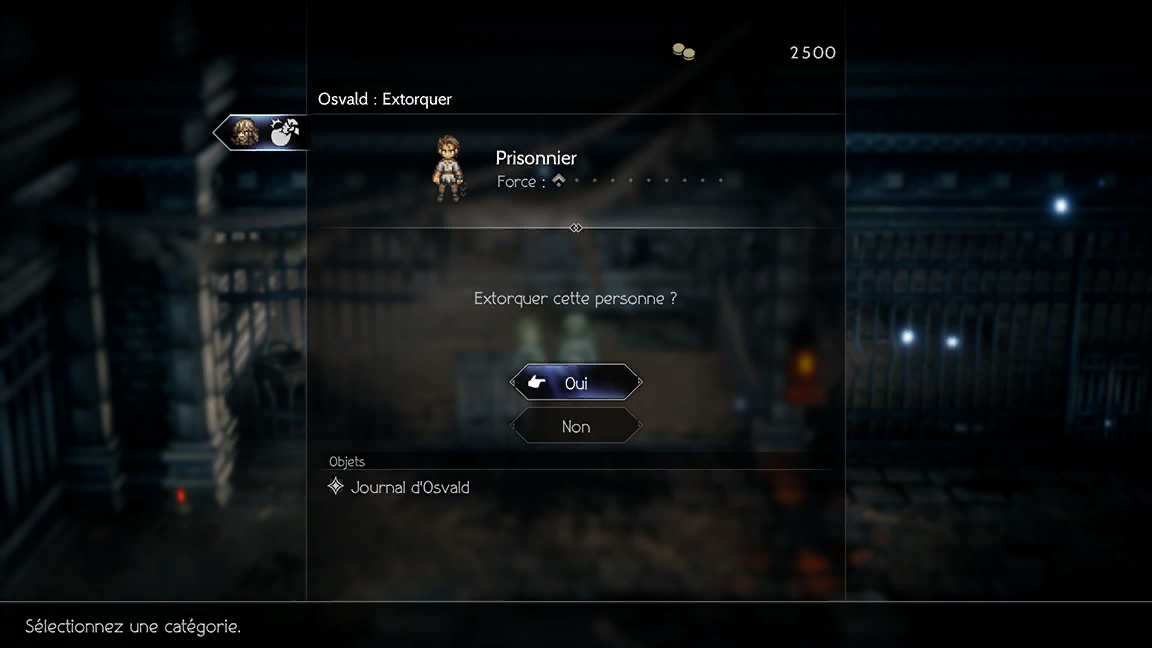 2500
Osvald : Extorquer
Prisonnier
Force :
Extorquer cette personne ?
Oui
Non
Objets
Journal d'Osvald
Sélectionnez une catégorie.